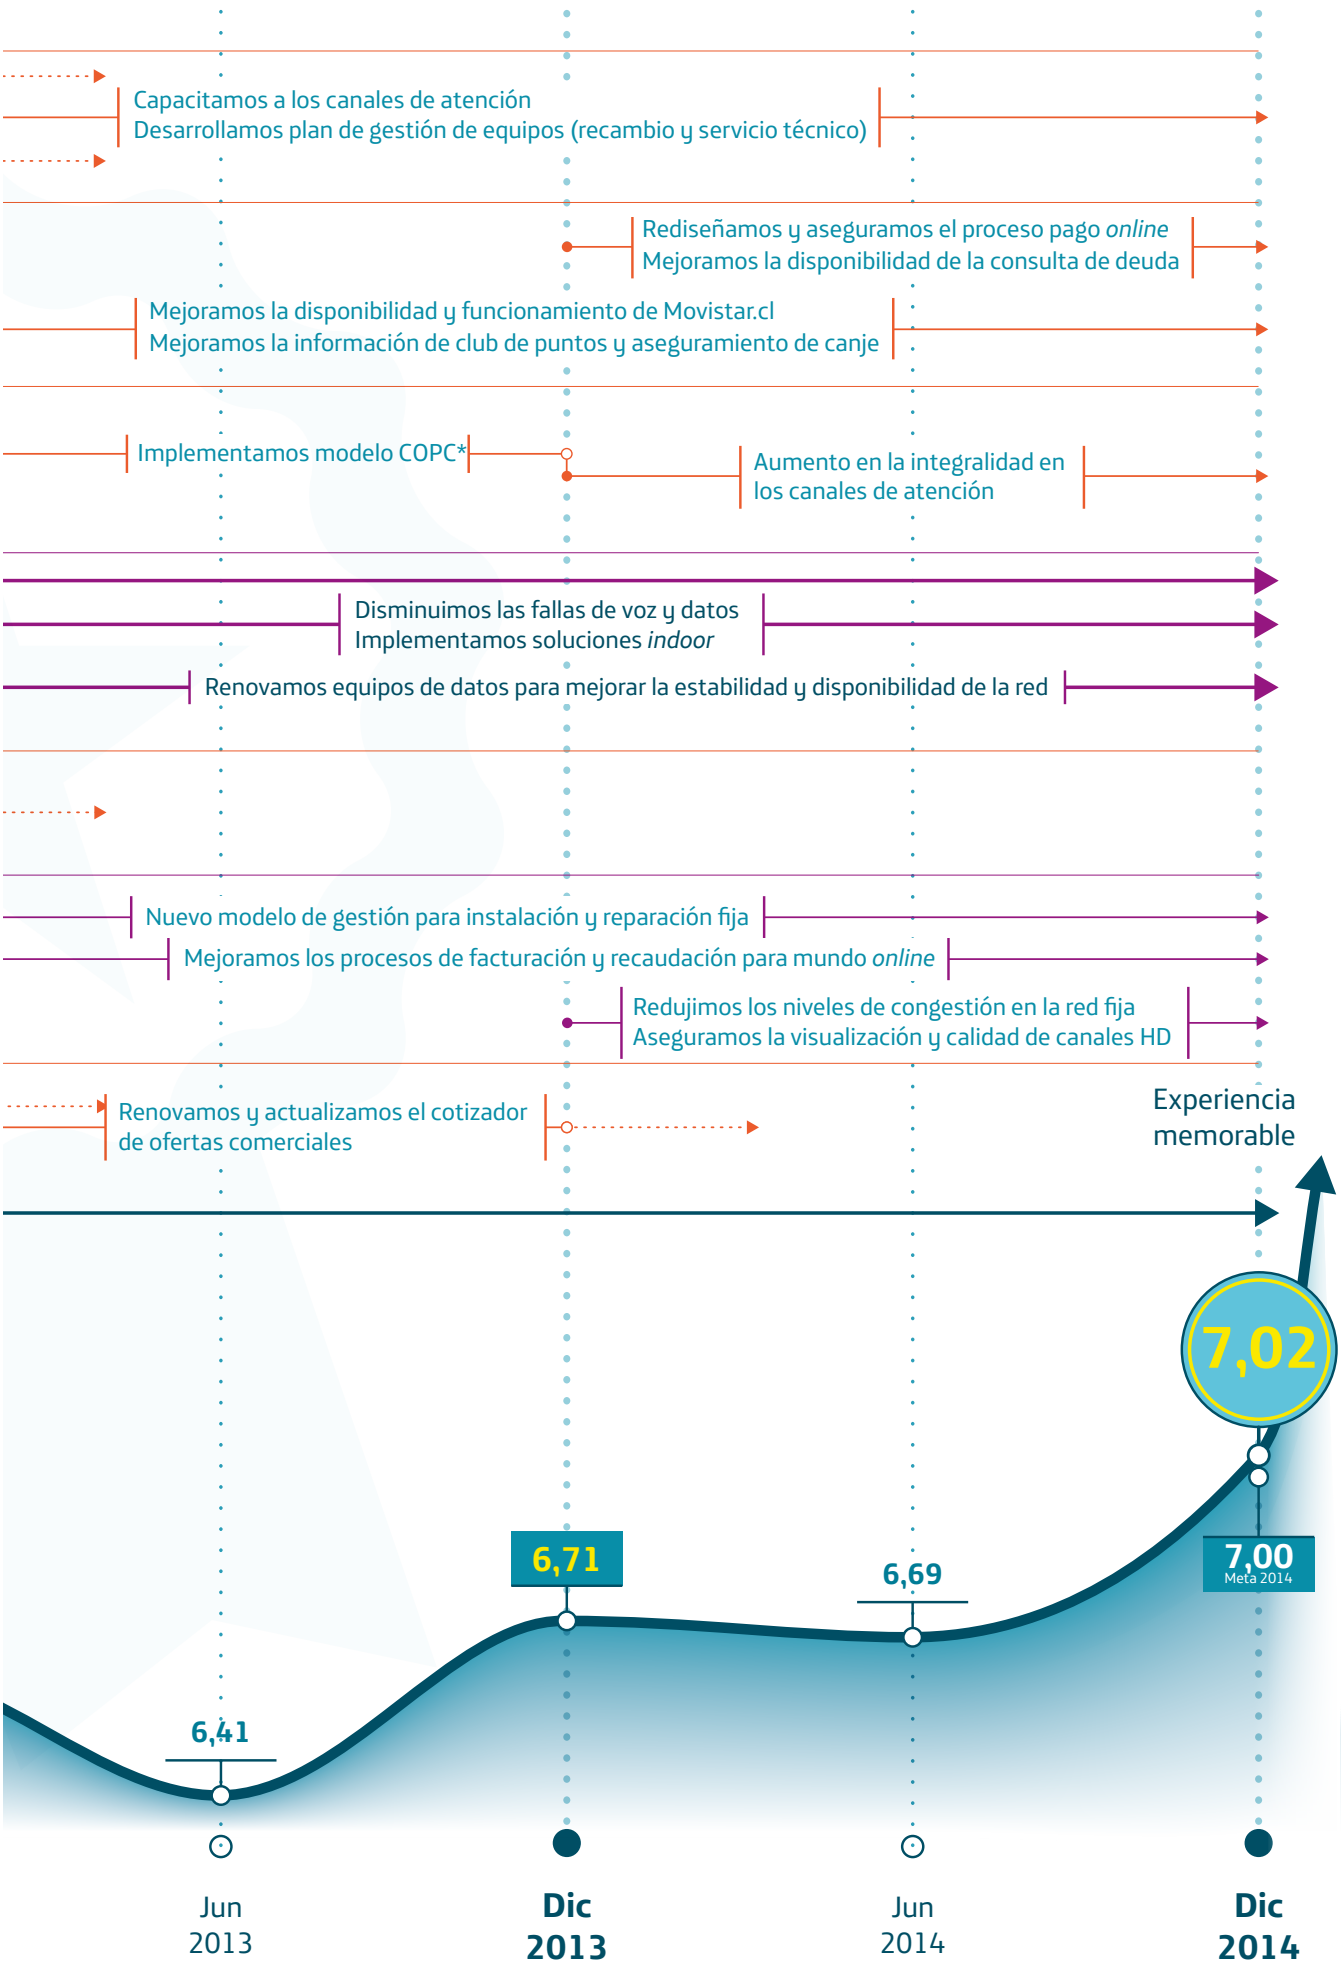 Capacitamos a los canales de atención
Desarrollamos plan de gestión de equipos (recambio y servicio técnico)
Rediseñamos y aseguramos el proceso pago online
Mejoramos la disponibilidad de la consulta de deuda
Mejoramos la disponibilidad y funcionamiento de Movistar.cl
Mejoramos la información de club de puntos y aseguramiento de canje
Implementamos modelo COPC*
Aumento en la integralidad en
los canales de atención
Disminuimos las fallas de voz y datos
Implementamos soluciones indoor
Renovamos equipos de datos para mejorar la estabilidad y disponibilidad de la red
Nuevo modelo de gestión para instalación y reparación fija
Mejoramos los procesos de facturación y recaudación para mundo online
Redujimos los niveles de congestión en la red fija
Aseguramos la visualización y calidad de canales HD
Renovamos y actualizamos el cotizador
de ofertas comerciales
Experiencia
memorable
7,02
6,71
6,69
7,00
Meta 2014
6,41
Jun
2013
Dic
2013
Jun
2014
Dic
2014